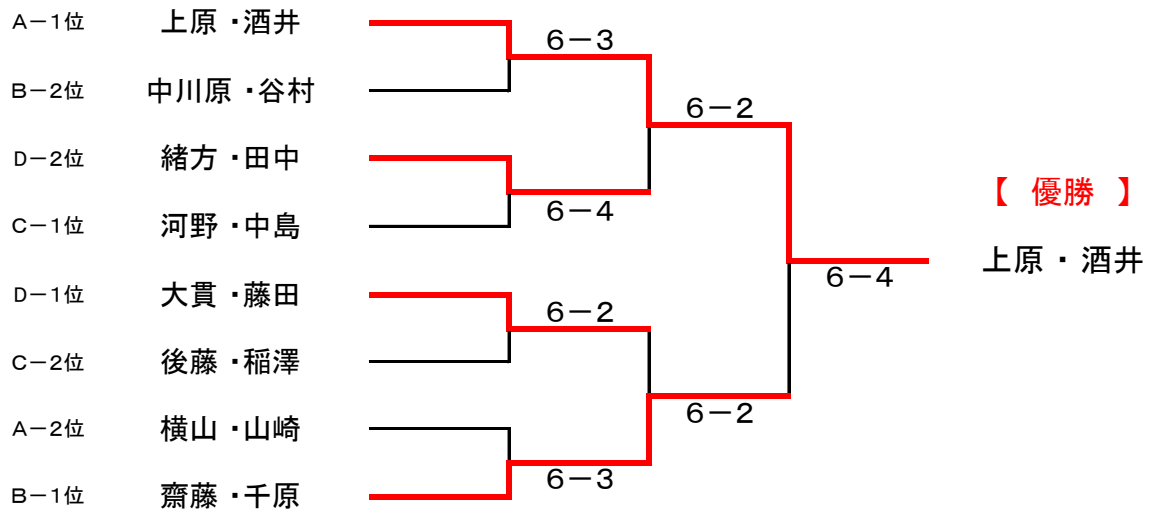 A－1位 上原・酒井
6－3
B－2位 中川原・谷村
6－2
D－2位 緒方・田中
【 優勝 】
6－4
C－1位 河野・中島
上原・酒井
6－4
D－1位 大貫・藤田
6－2
C－2位 後藤・稲澤
6－2
A－2位 横山・山崎
6－3
B－1位 齋藤・千原